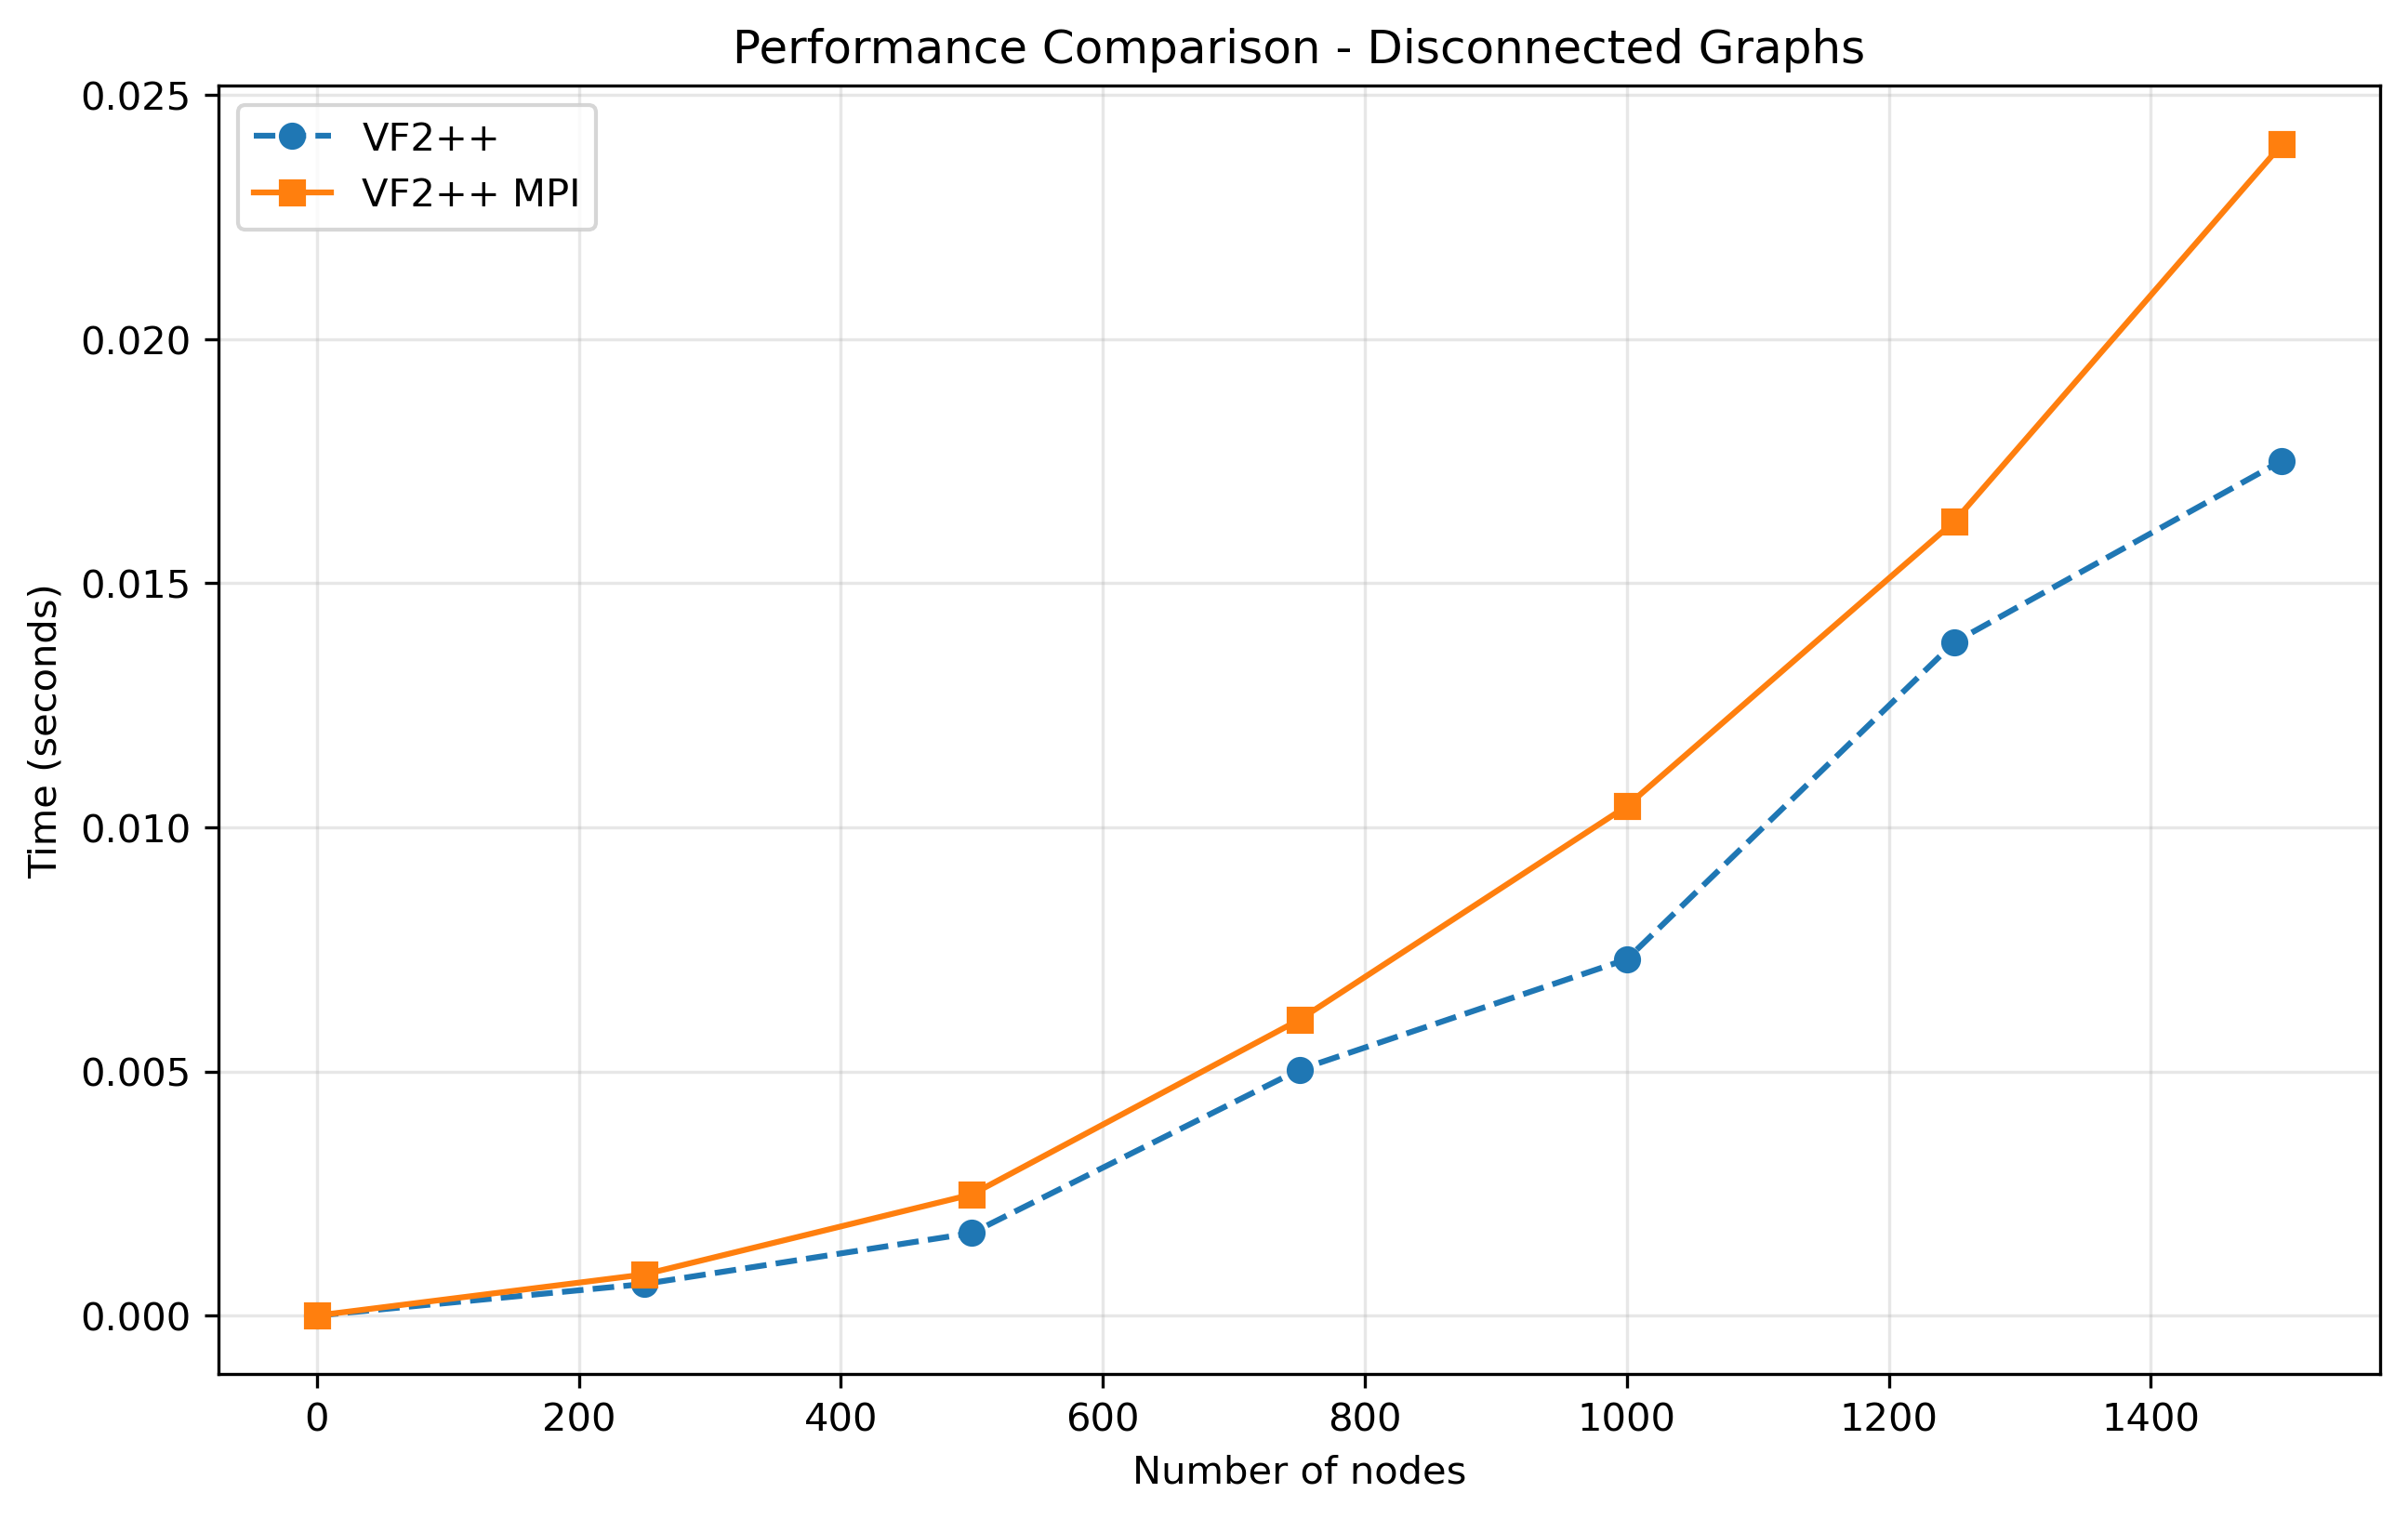 Performance Comparison - Disconnected Graphs
VF2++
VF2++ MPI
Time (seconds)
0.025
0.020
0.015
0.010
0.005
0.000
0 200 400 600 800 1000 1200 1400
Number of nodes